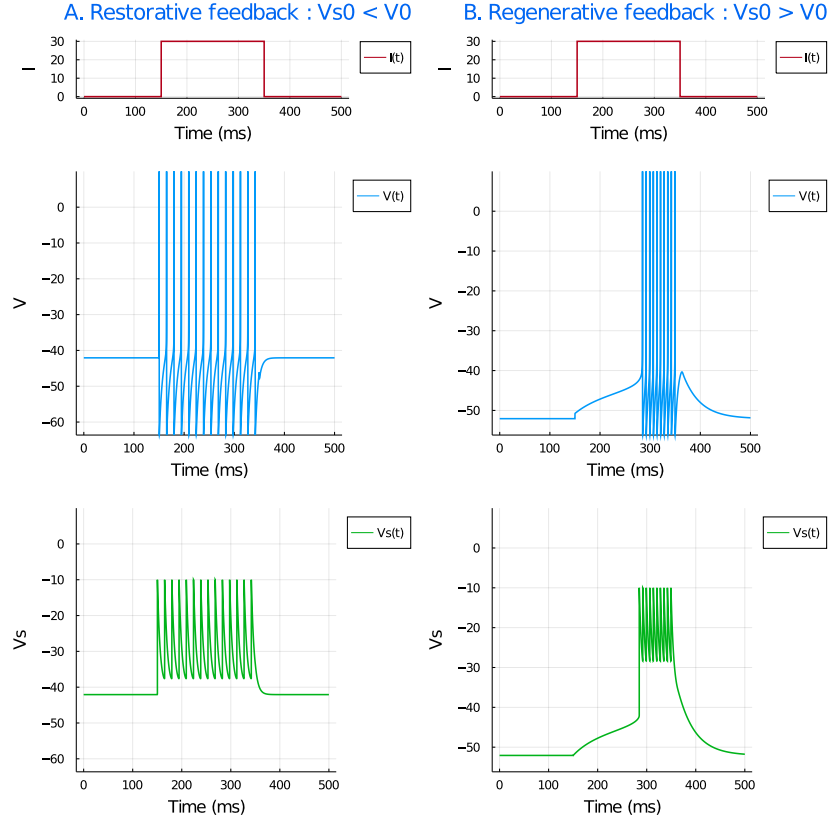 A. Restorative feedback : Vs0 < V0
B. Regenerative feedback : Vs0 > V0
30
20
10
0
I
0 100 200 300 400 500
Time (ms)
I(t)
30
20
10
0
I
0 100 200 300 400 500
Time (ms)
I(t)
0
−10
−20
−30
−40
−50
−60
V
0 100 200 300 400 500
Time (ms)
V(t)
0
−10
−20
−30
−40
−50
V
0 100 200 300 400 500
Time (ms)
V(t)
0
−10
−20
−30
−40
−50
−60
Vs
0 100 200 300 400 500
Time (ms)
Vs(t)
0
−10
−20
−30
−40
−50
Vs
0 100 200 300 400 500
Time (ms)
Vs(t)